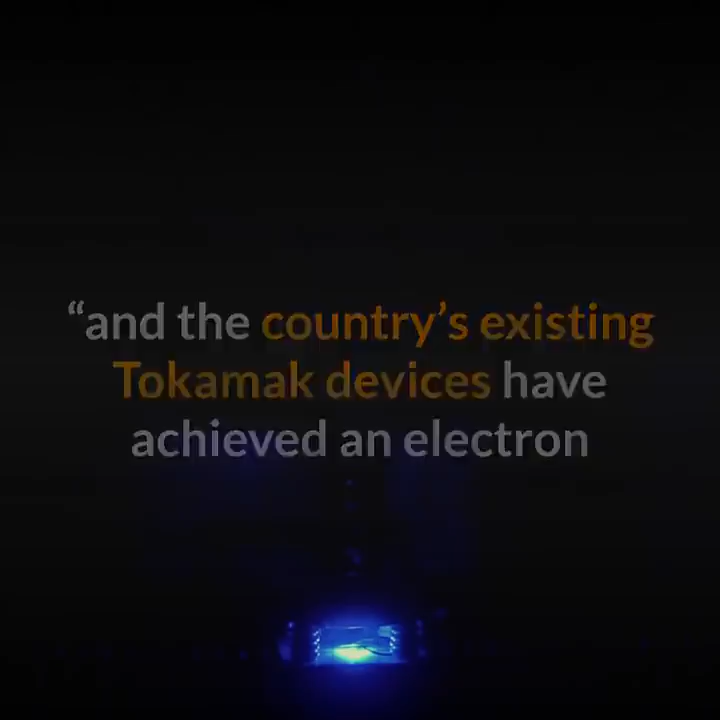 “and the country’s existing
Tokamak devices have
achieved an electron